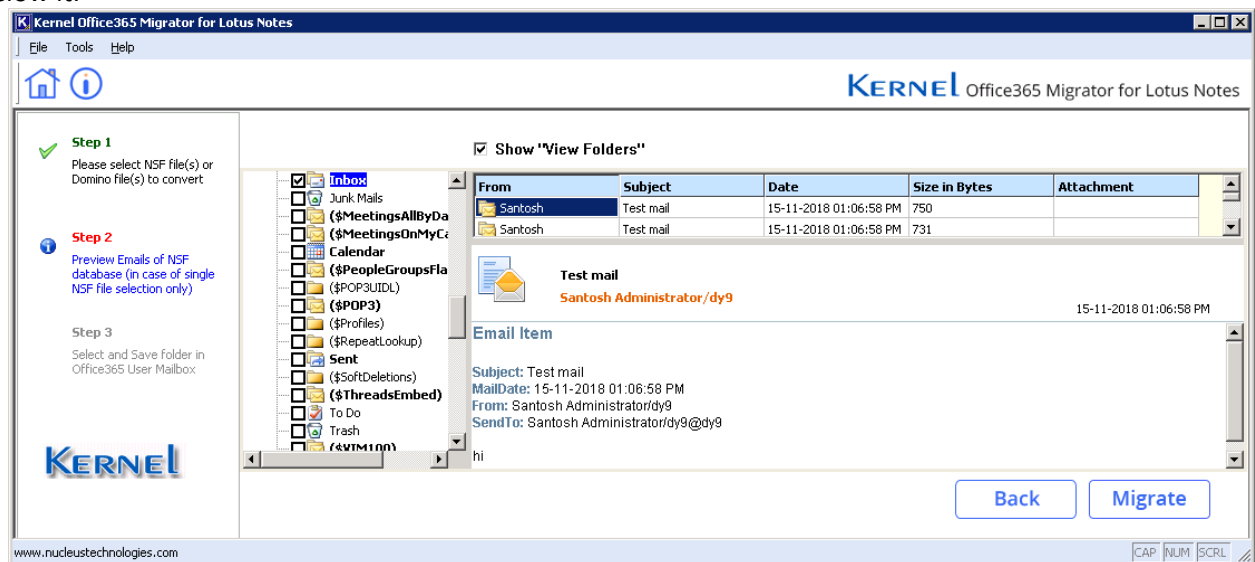 Kernel Office365 Migrator for Lotus Notes
File Tools Help
KERNEL Office365 Migrator for Lotus Notes
Step 1
Please select NSF file(s) or
Domino file(s) to convert
Step 2
Preview Emails of NSF
database (in case of single
NSF file selection only)
Step 3
Select and Save folder in
Office365 User Mailbox
KERNEL
Show "View Folders"
Inbox
Junk Mails
($MeetingsAllByDa
($MeetingsOnMyCa
Calendar
($PeopleGroupsFla
($POP3UIDL)
($POP3)
($Profiles)
($RepeatLookup)
Sent
($SoftDeletions)
($ThreadsEmbed)
To Do
Trash
($VIM100)
From Subject Date Size in Bytes Attachment
Santosh Test mail 15-11-2018 01:06:58 PM 750
Santosh Test mail 15-11-2018 01:06:58 PM 731
Test mail
Santosh Administrator/dy9
15-11-2018 01:06:58 PM
Email Item
Subject: Test mail
MailDate: 15-11-2018 01:06:58 PM
From: Santosh Administrator/dy9
SendTo: Santosh Administrator/dy9@dy9
hi
Back Migrate
www.nucleustechnologies.com
CAP NUM SCRL